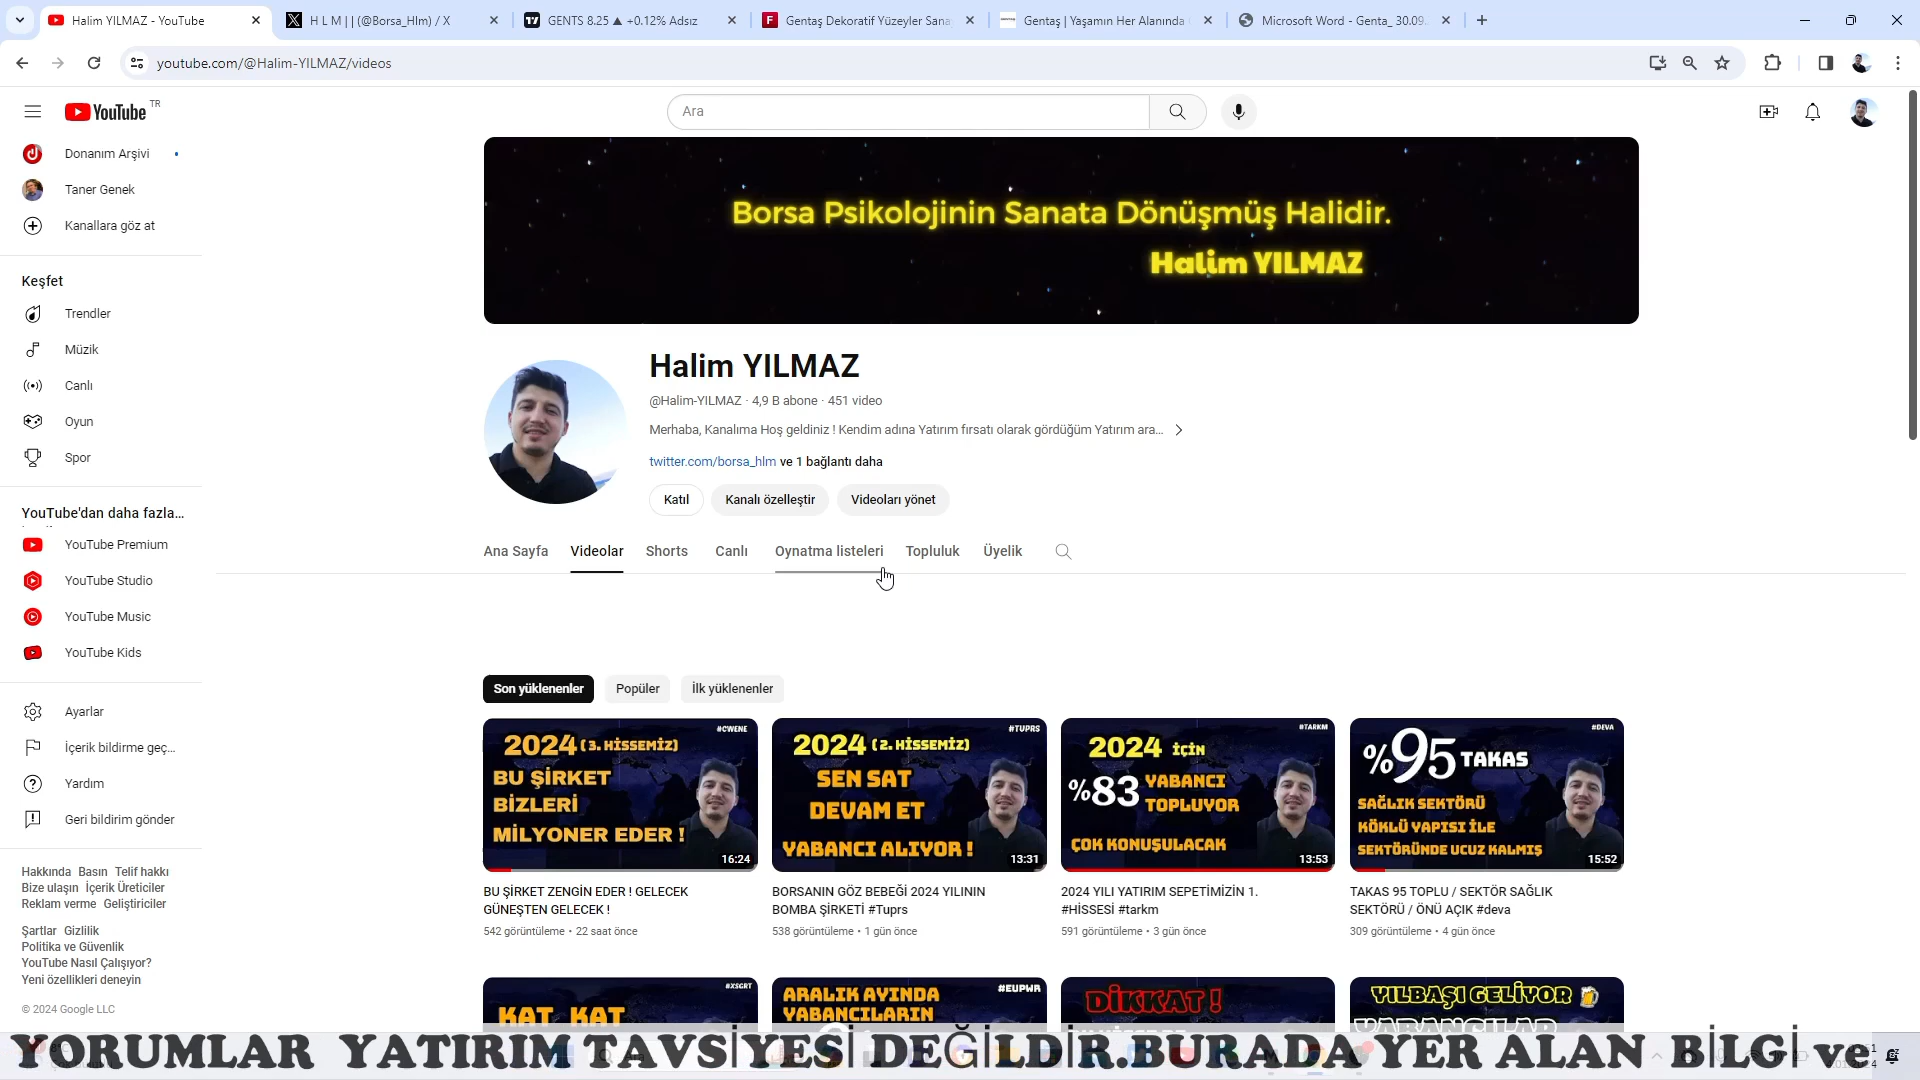 Halim YILMAZ - YouTube
H L M | | (@Borsa_Hlm) / X
GENTS 8.25 ▲ +0.12% Adsız
Gentaş Dekoratif Yüzeyler Sana
Gentaş | Yaşamın Her Alanında
Microsoft Word - Genta_ 30.09.
youtube.com/@Halim-YILMAZ/videos
YouTube TR
Ara
Donanım Arşivi
Taner Genek
Kanallara göz at
Keşfet
Trendler
Müzik
Canlı
Oyun
Spor
YouTube'dan daha fazla...
YouTube Premium
YouTube Studio
YouTube Music
YouTube Kids
Ayarlar
İçerik bildirme geç...
Yardım
Geri bildirim gönder
Hakkında Basın Telif hakkı
Bize ulaşın İçerik Üreticiler
Reklam verme Geliştiriciler
Şartlar Gizlilik
Politika ve Güvenlik
YouTube Nasıl Çalışıyor?
Yeni özellikleri deneyin
© 2024 Google LLC
Borsa Psikolojinin Sanata Dönüşmüş Halidir.
Halim YILMAZ
Halim YILMAZ
@Halim-YILMAZ · 4,9 B abone · 451 video
Merhaba, Kanalıma Hoş geldiniz ! Kendim adına Yatırım fırsatı olarak gördüğüm Yatırım ara...
twitter.com/borsa_hlm ve 1 bağlantı daha
Katıl Kanalı özelleştir Videoları yönet
Ana Sayfa Videolar Shorts Canlı Oynatma listeleri Topluluk Üyelik
Son yüklenenler Popüler İlk yüklenenler
#CWENE
2024 (3. HİSSEMİZ)
BU ŞİRKET
BİZLERİ
MİLYONER EDER !
16:24
BU ŞİRKET ZENGİN EDER ! GELECEK
GÜNEŞTEN GELECEK !
542 görüntüleme • 22 saat önce
#TUPRS
2024 (2. HİSSEMİZ)
SEN SAT
DEVAM ET
YABANCI ALIYOR !
13:31
BORSANIN GÖZ BEBEĞİ 2024 YILININ
BOMBA ŞİRKETİ #Tuprs
538 görüntüleme • 1 gün önce
#TARKM
2024 İÇİN
%83 YABANCI
TOPLUYOR
ÇOK KONUŞULACAK
13:53
2024 YILI YATIRIM SEPETİMİZİN 1.
#HİSSESİ #tarkm
591 görüntüleme • 3 gün önce
#DEVA
%95 TAKAS
SAĞLIK SEKTÖRÜ
KÖKLÜ YAPISI İLE
SEKTÖRÜNDE UCUZ KALMIŞ
15:52
TAKAS 95 TOPLU / SEKTÖR SAĞLIK
SEKTÖRÜ / ÖNÜ AÇIK #deva
309 görüntüleme • 4 gün önce
#XSGRT
KAT KAT
#EUPWR
ARALIK AYINDA
YABANCILARIN
DİKKAT !
YILBAŞI GELİYOR
YABANCILAR
YORUMLAR YATIRIM TAVSİYESİ DEĞİLDİR.BURADA YER ALAN BİLGİ ve